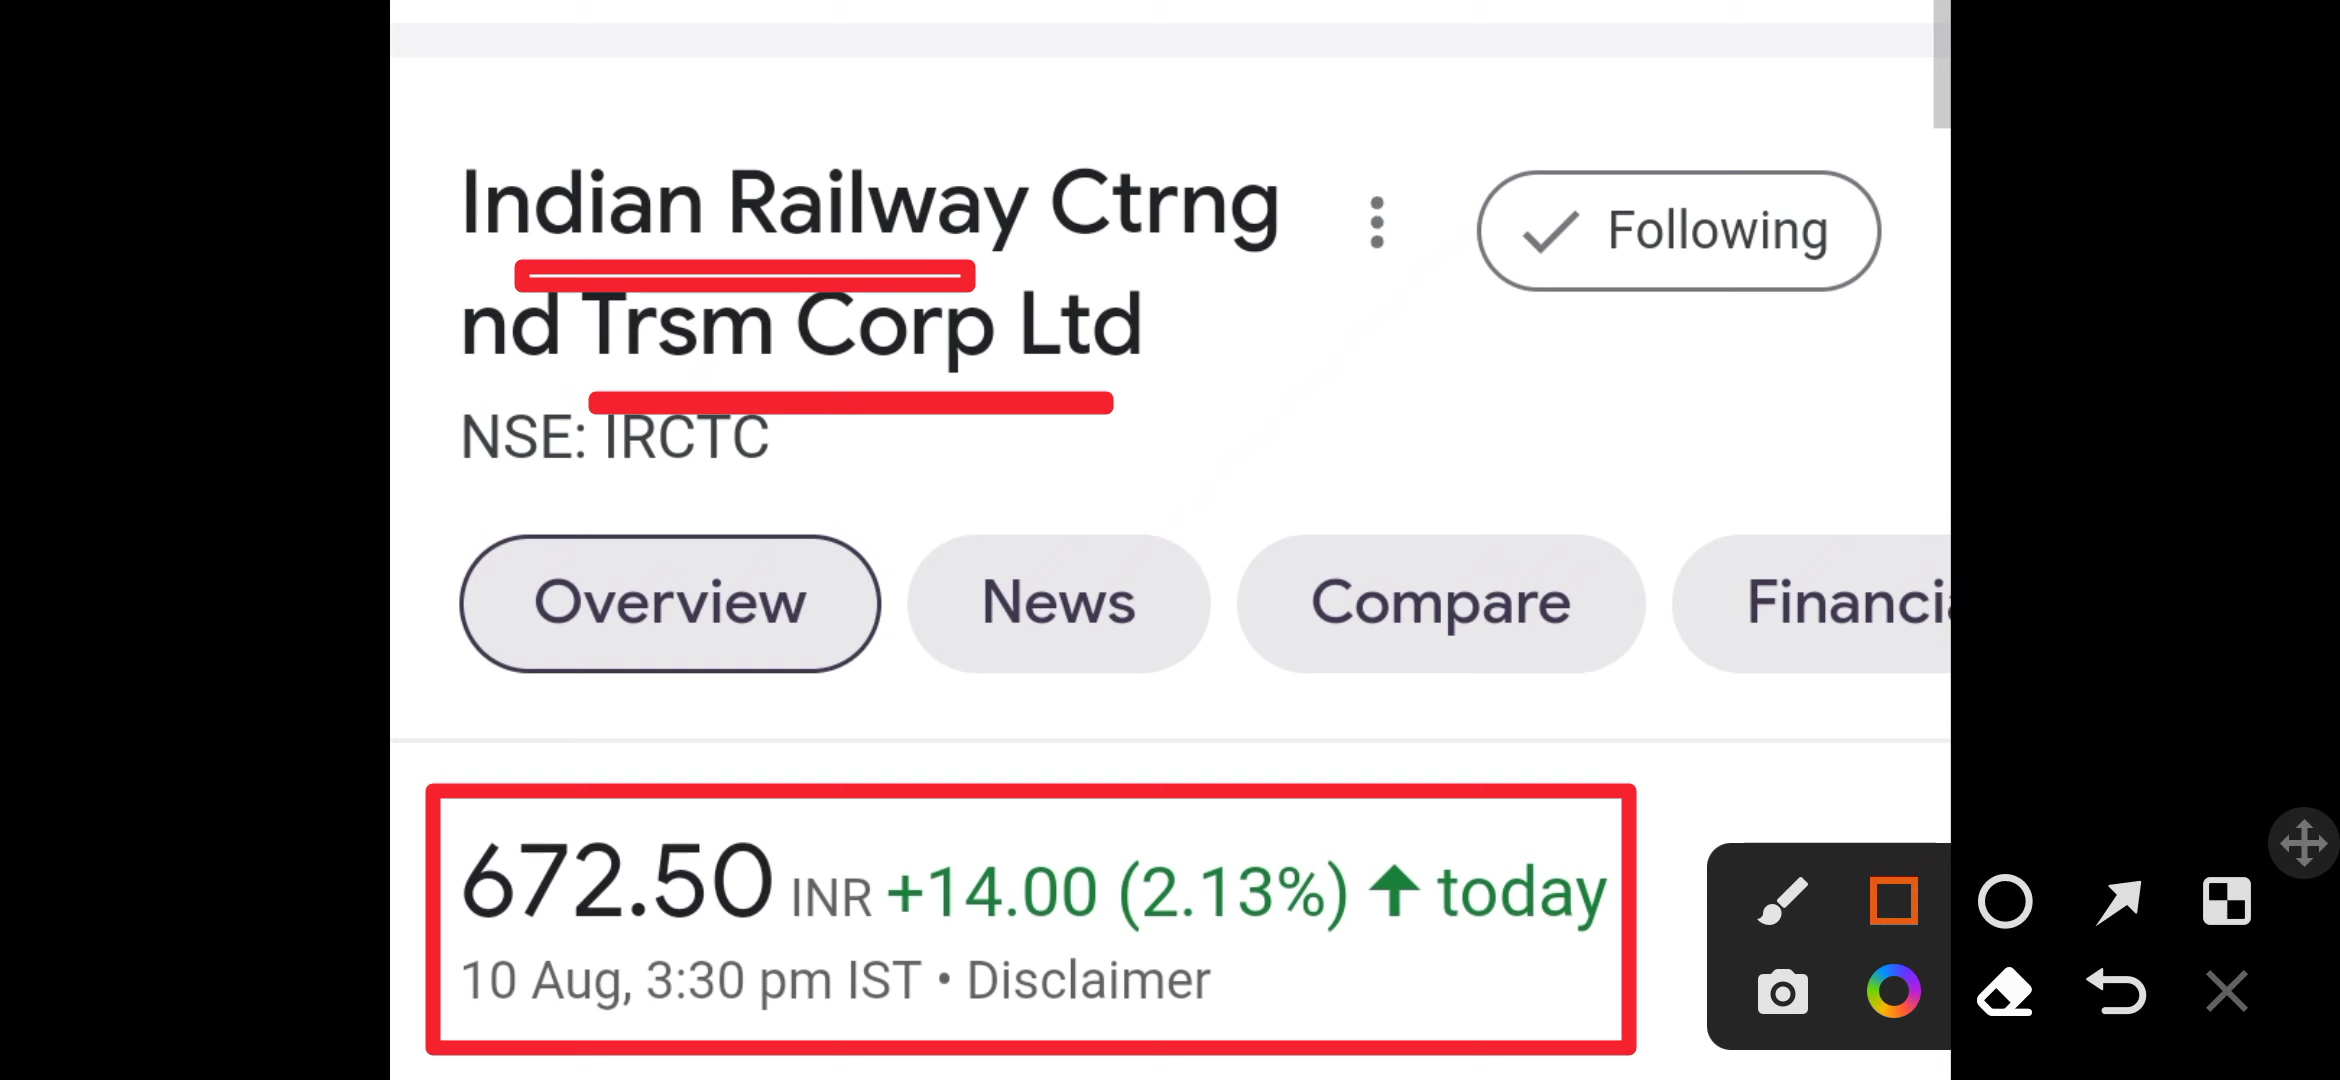 Indian Railway Ctrng
nd Trsm Corp Ltd
Following
NSE: IRCTC
Overview
News
Compare
Financi
672.50 INR +14.00 (2.13%) ↑ today
10 Aug, 3:30 pm IST • Disclaimer